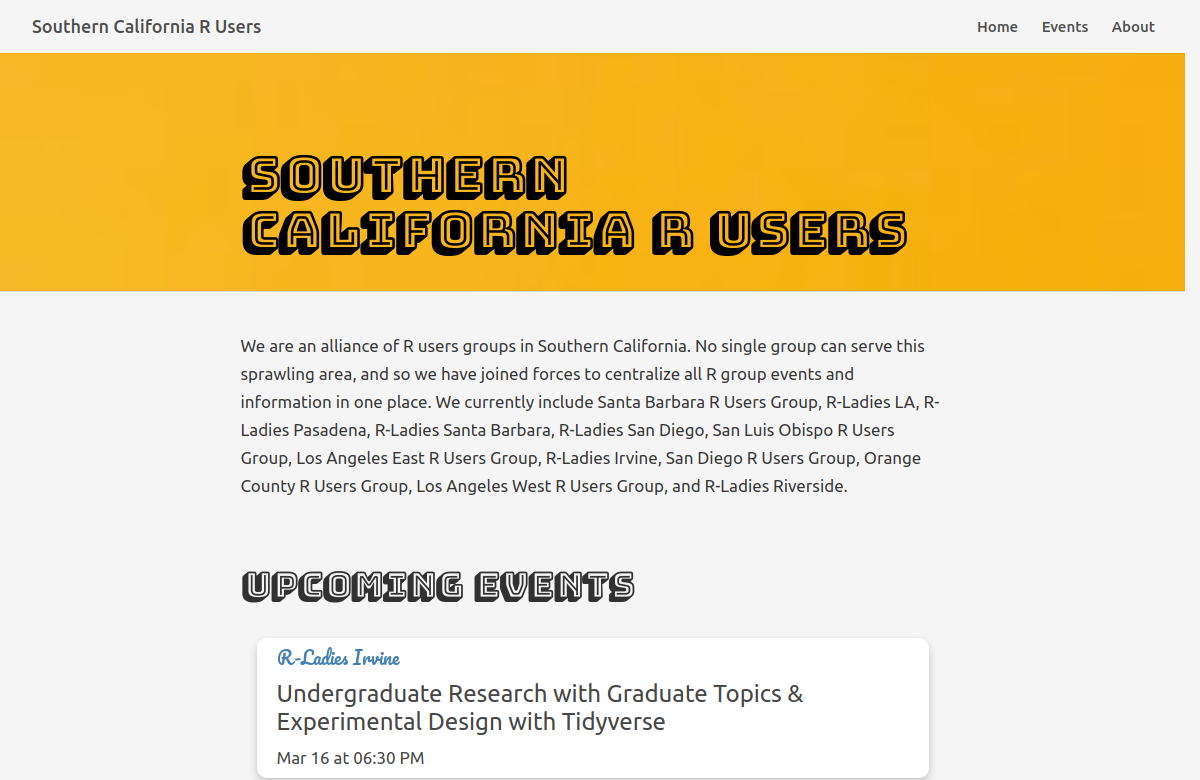 Southern California R Users
Home Events About
SOUTHERN
CALIFORNIA R USERS
We are an alliance of R users groups in Southern California. No single group can serve this
sprawling area, and so we have joined forces to centralize all R group events and
information in one place. We currently include Santa Barbara R Users Group, R-Ladies LA, R-
Ladies Pasadena, R-Ladies Santa Barbara, R-Ladies San Diego, San Luis Obispo R Users
Group, Los Angeles East R Users Group, R-Ladies Irvine, San Diego R Users Group, Orange
County R Users Group, Los Angeles West R Users Group, and R-Ladies Riverside.
UPCOMING EVENTS
R-Ladies Irvine
Undergraduate Research with Graduate Topics &
Experimental Design with Tidyverse
Mar 16 at 06:30 PM